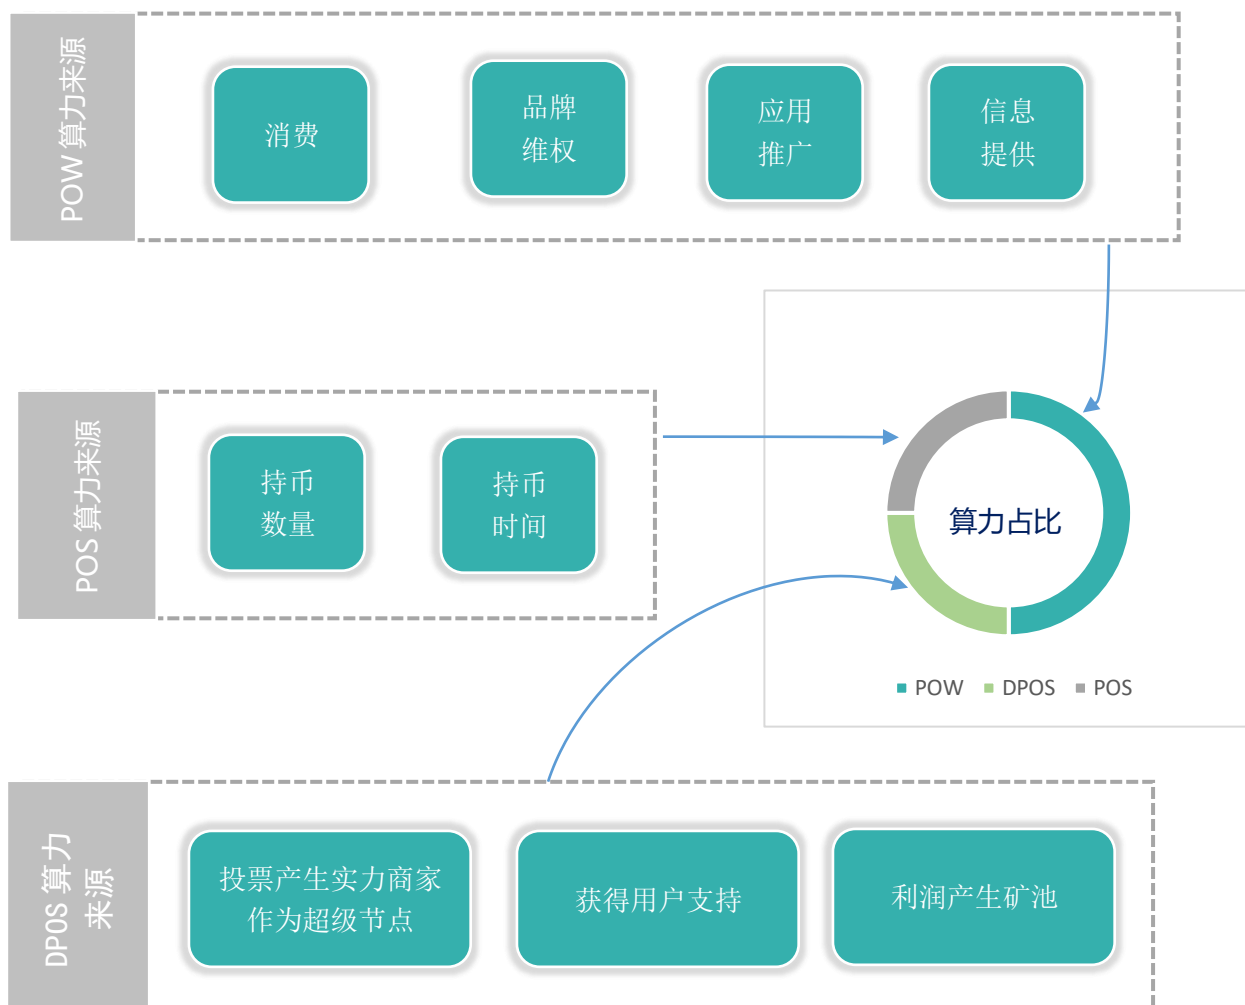 POW 算力来源
消费
品牌
维权
应用
推广
信息
提供
POS 算力来源
持币
数量
持币
时间
算力占比
POW
DPOS
POS
DPOS 算力
来源
投票产生实力商家
作为超级节点
获得用户支持
利润产生矿池